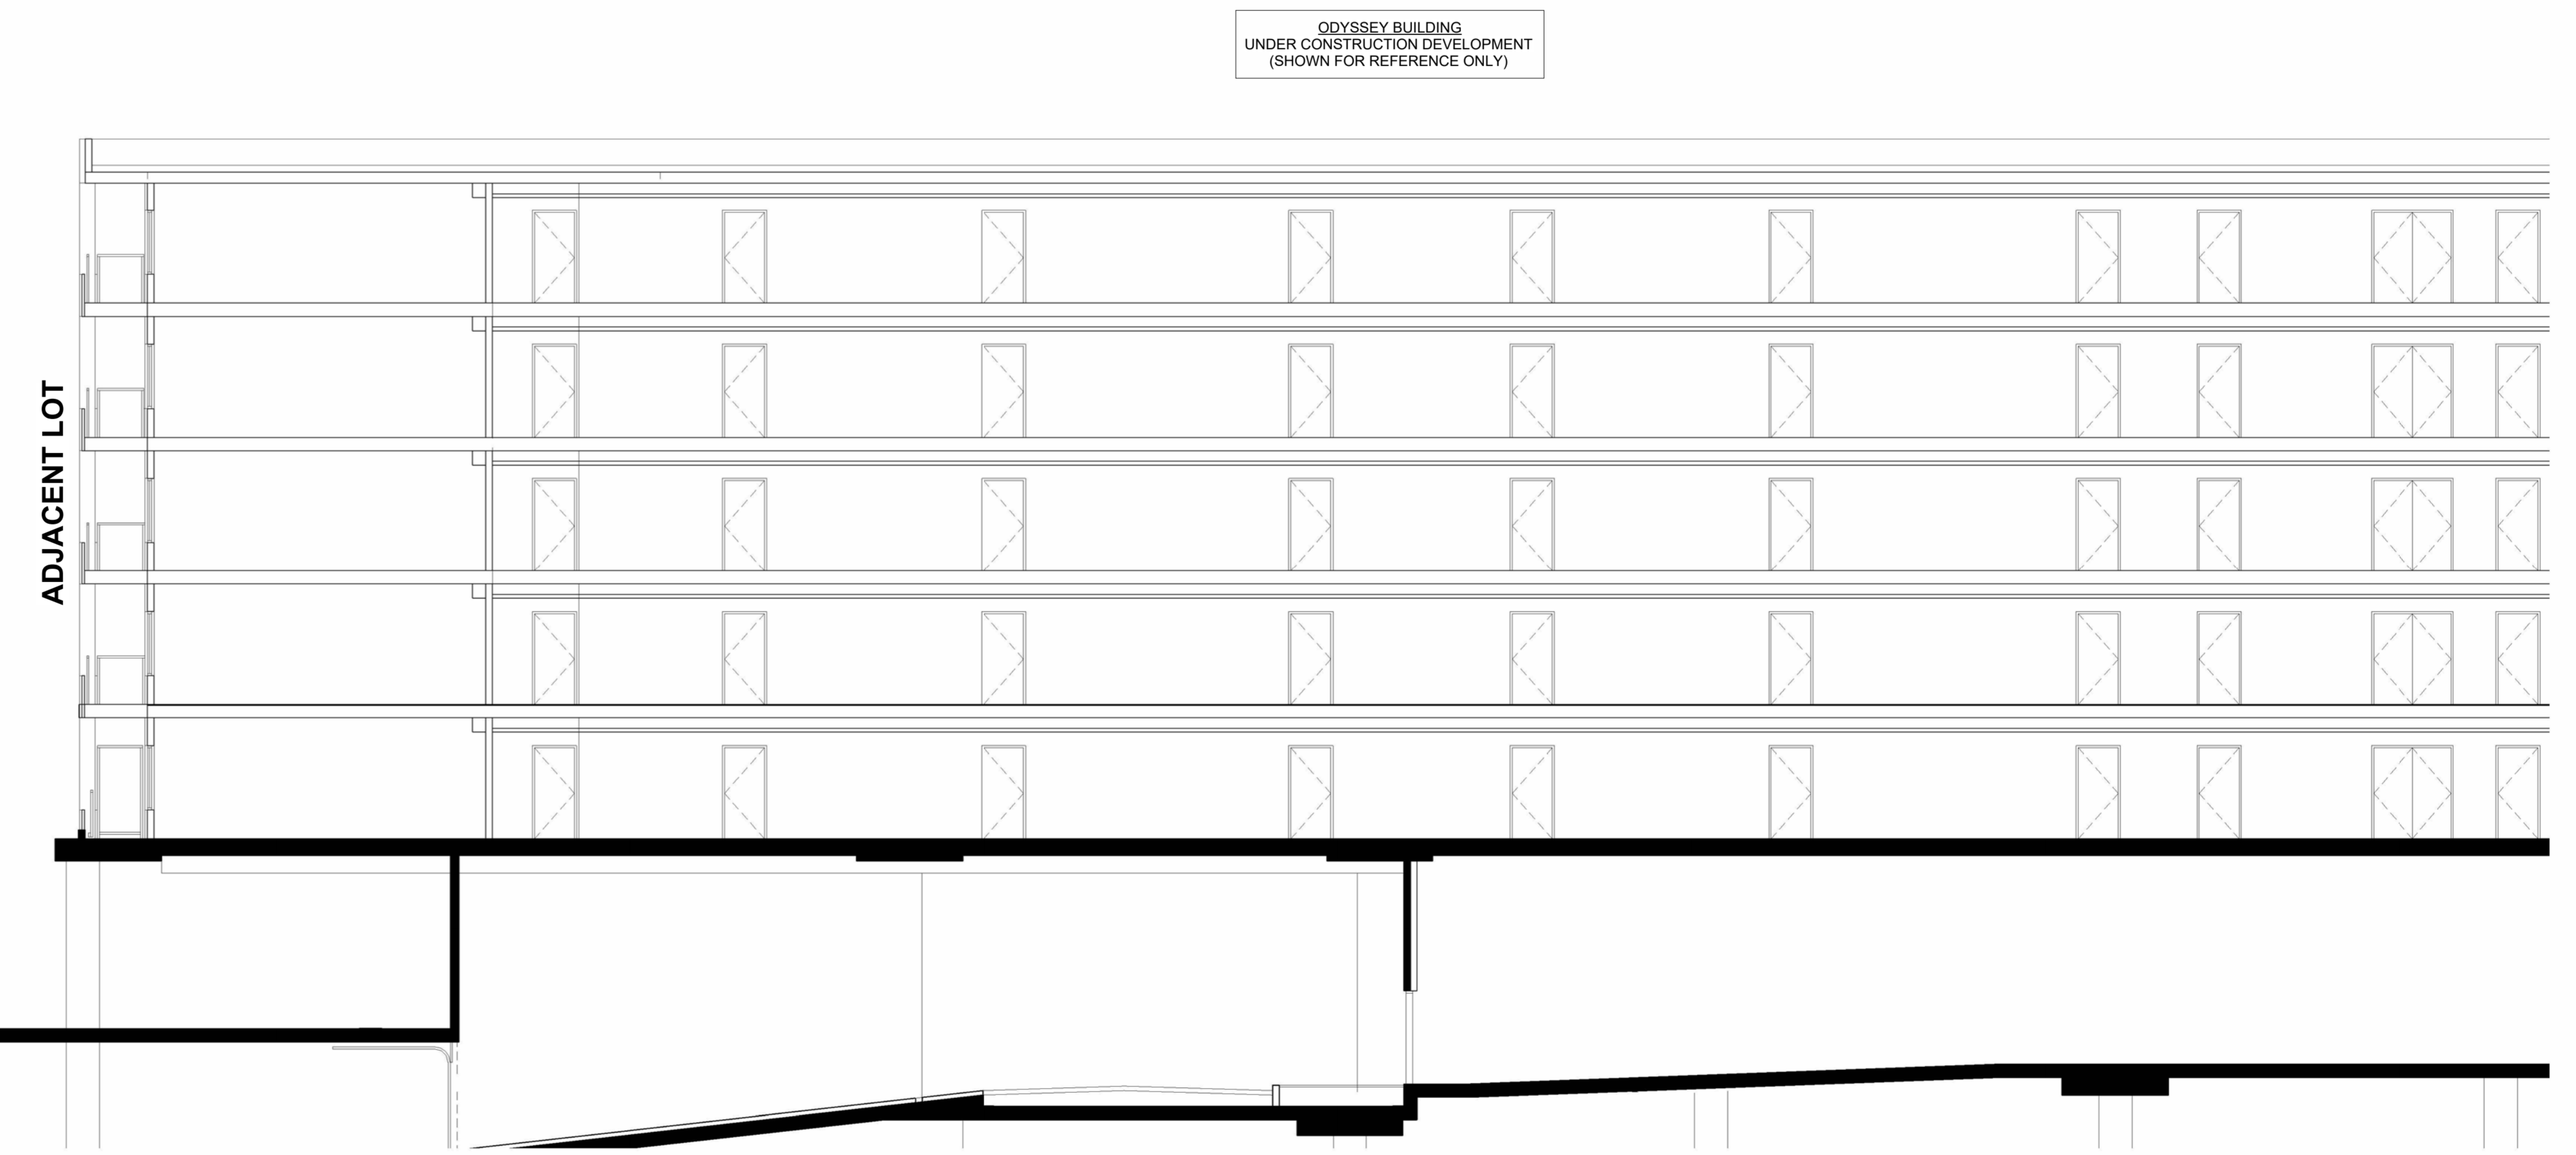 ODYSSEY BUILDING
UNDER CONSTRUCTION DEVELOPMENT
(SHOWN FOR REFERENCE ONLY)
ADJACENT LOT